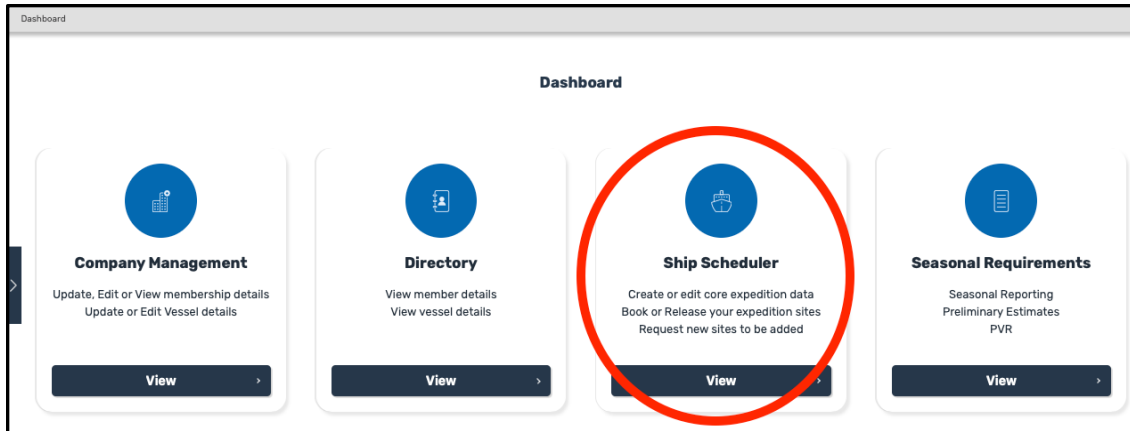 Dashboard
Dashboard
Company Management
Update, Edit or View membership details
Update or Edit Vessel details
View
Directory
View member details
View vessel details
View
Ship Scheduler
Create or edit core expedition data
Book or Release your expedition sites
Request new sites to be added
View
Seasonal Requirements
Seasonal Reporting
Preliminary Estimates
PVR
View